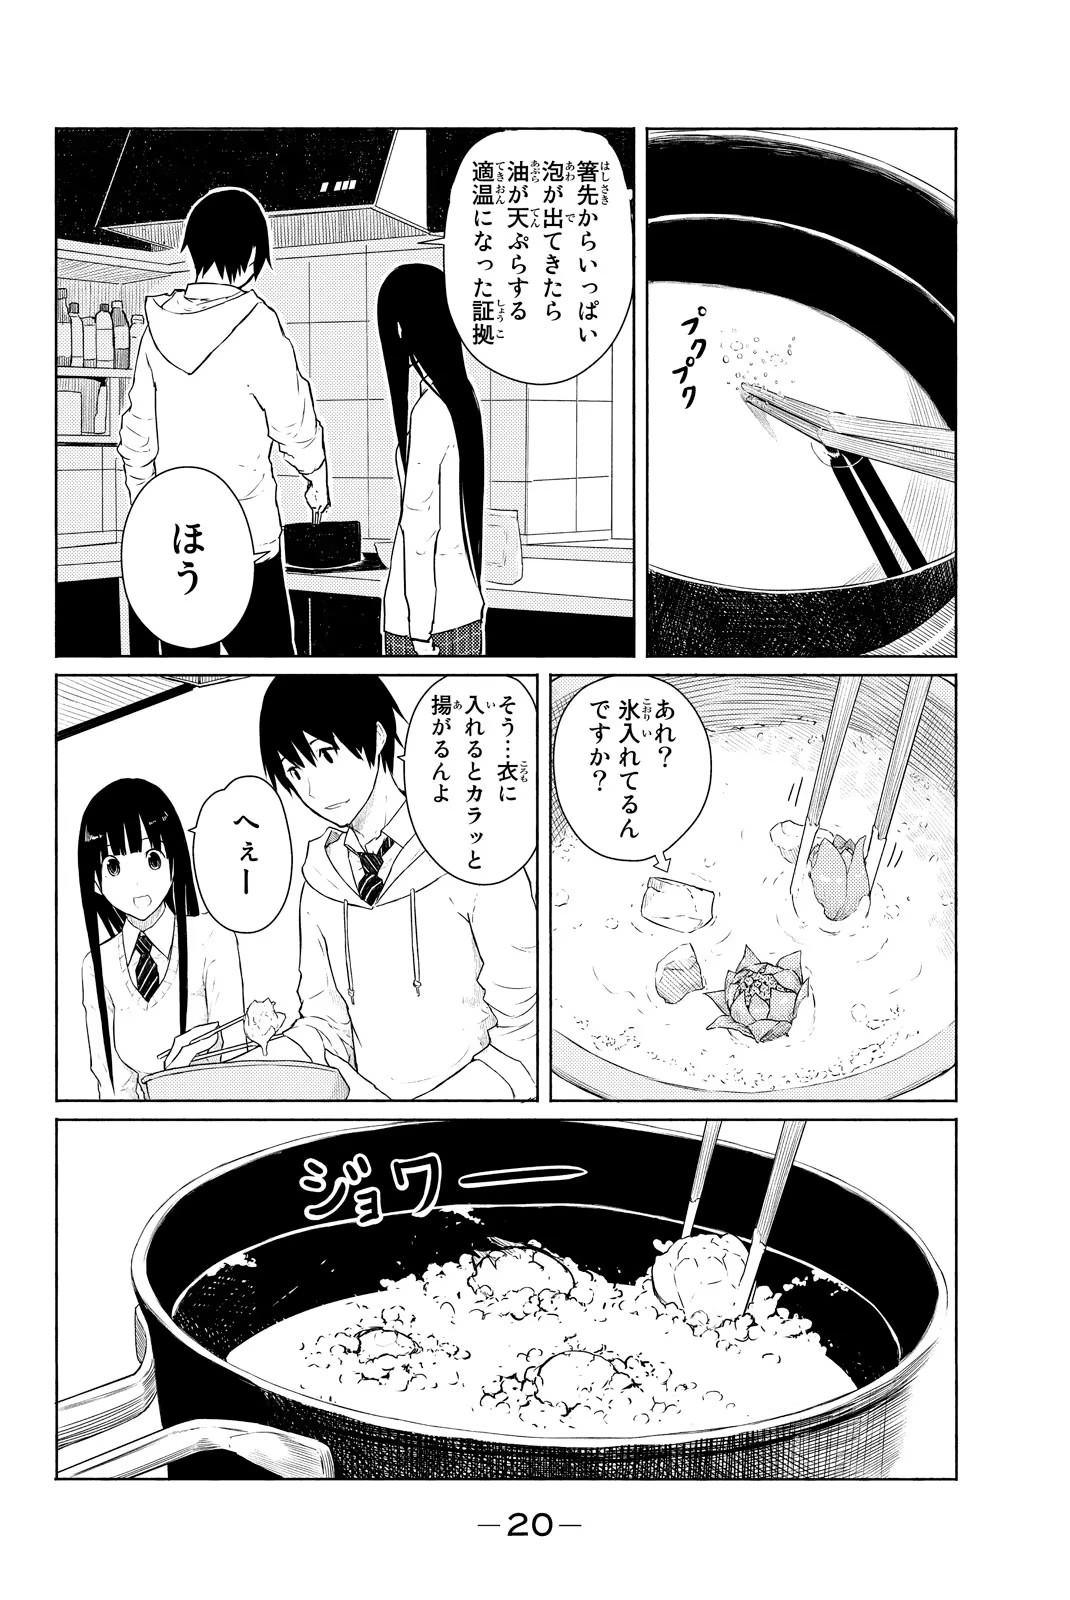 プクプク
箸先からいっぱい
泡が出てきたら
油が天ぷらする
適温になった証拠
ほう
あれ？
氷入れてるん
ですか？
そう…衣に
入れるとカラッと
揚がるんよ
へぇー
ジョワー
—20—